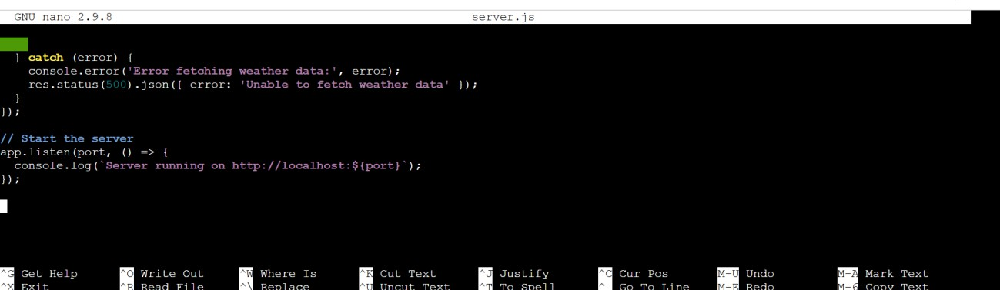 GNU nano 2.9.8 server.js
} catch (error) {
console.error('Error fetching weather data:', error);
res.status(500).json({ error: 'Unable to fetch weather data' });
}
});
// Start the server
app.listen(port, () => {
console.log(`Server running on http://localhost:${port}`);
});
^G Get Help ^O Write Out ^W Where Is ^K Cut Text ^J Justify ^C Cur Pos M-U Undo M-A Mark Text
^X Exit ^R Read File ^\ Replace ^U Uncut Text ^T To Spell ^ Go To Line M-E Redo M-6 Copy Text